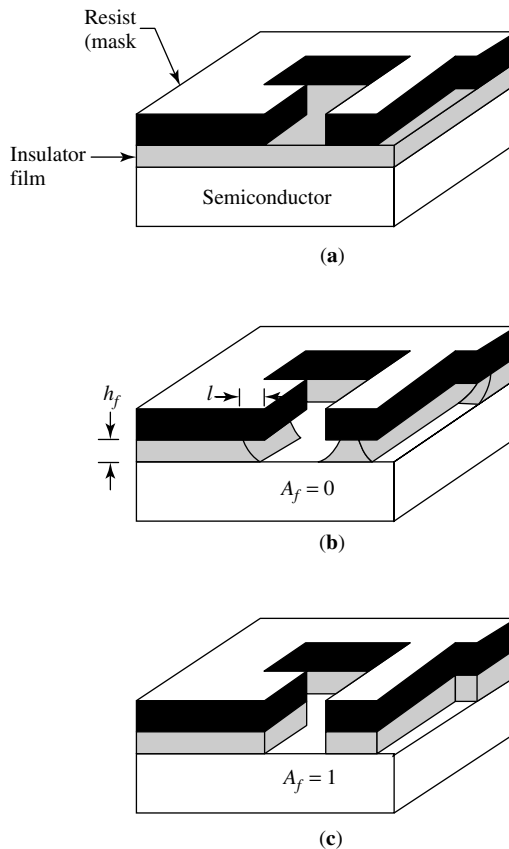 Resist
(mask
Insulator
film
Semiconductor
(a)
h_f
l
A_f = 0
(b)
A_f = 1
(c)